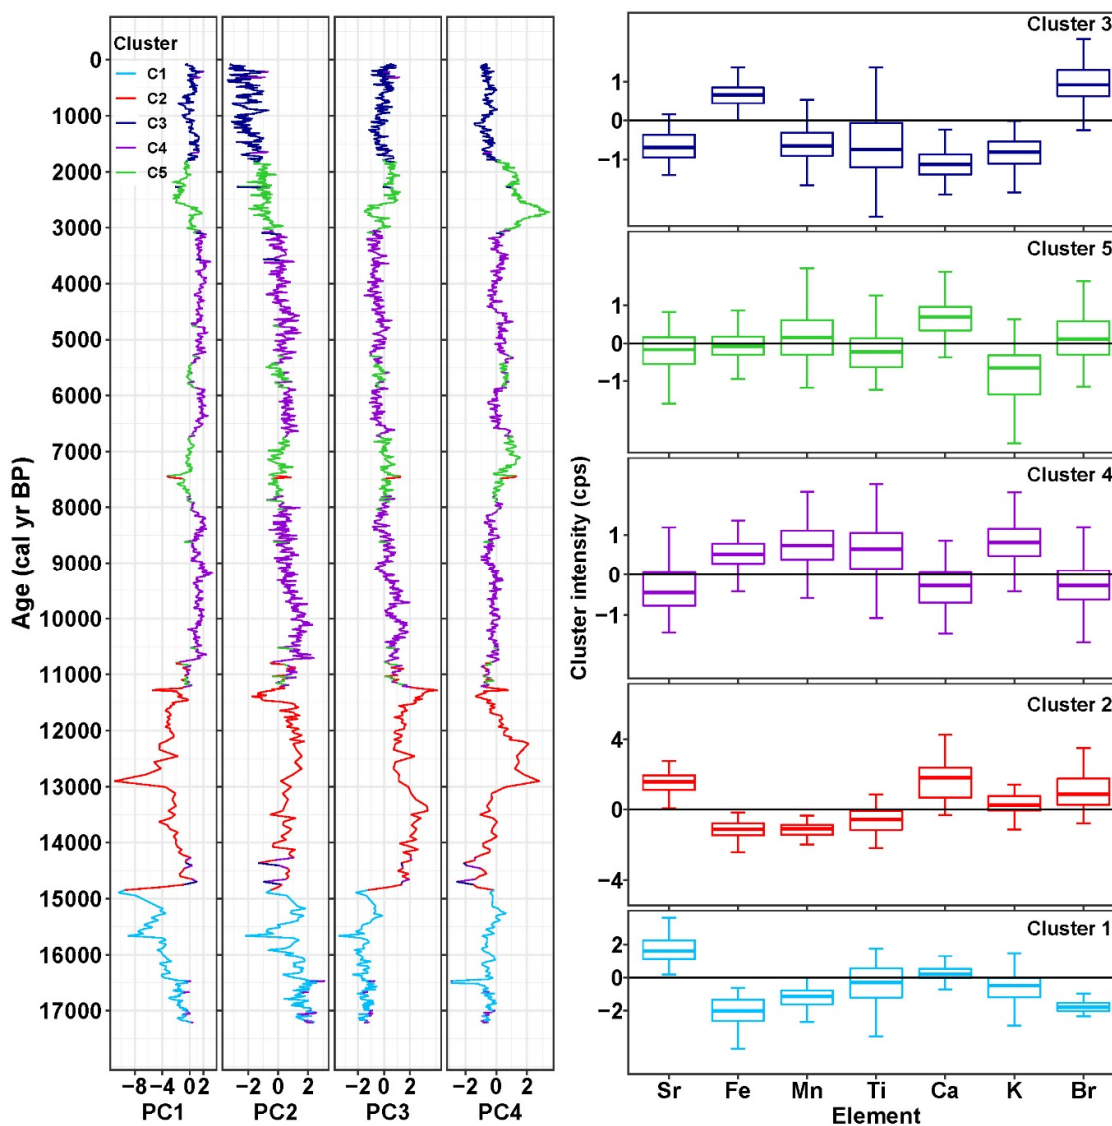 Cluster
C1
C2
C3
C4
C5
Age (cal yr BP)
0
1000
2000
3000
4000
5000
6000
7000
8000
9000
10000
11000
12000
13000
14000
15000
16000
17000
−8 −4 0 2
PC1
−2 0 2
PC2
−2 0 2
PC3
−2 0 2
PC4
Cluster intensity (cps)
Cluster 3
1
0
−1
Cluster 5
1
0
−1
Cluster 4
1
0
−1
Cluster 2
4
0
−4
Cluster 1
2
0
−2
Sr Fe Mn Ti Ca K Br
Element